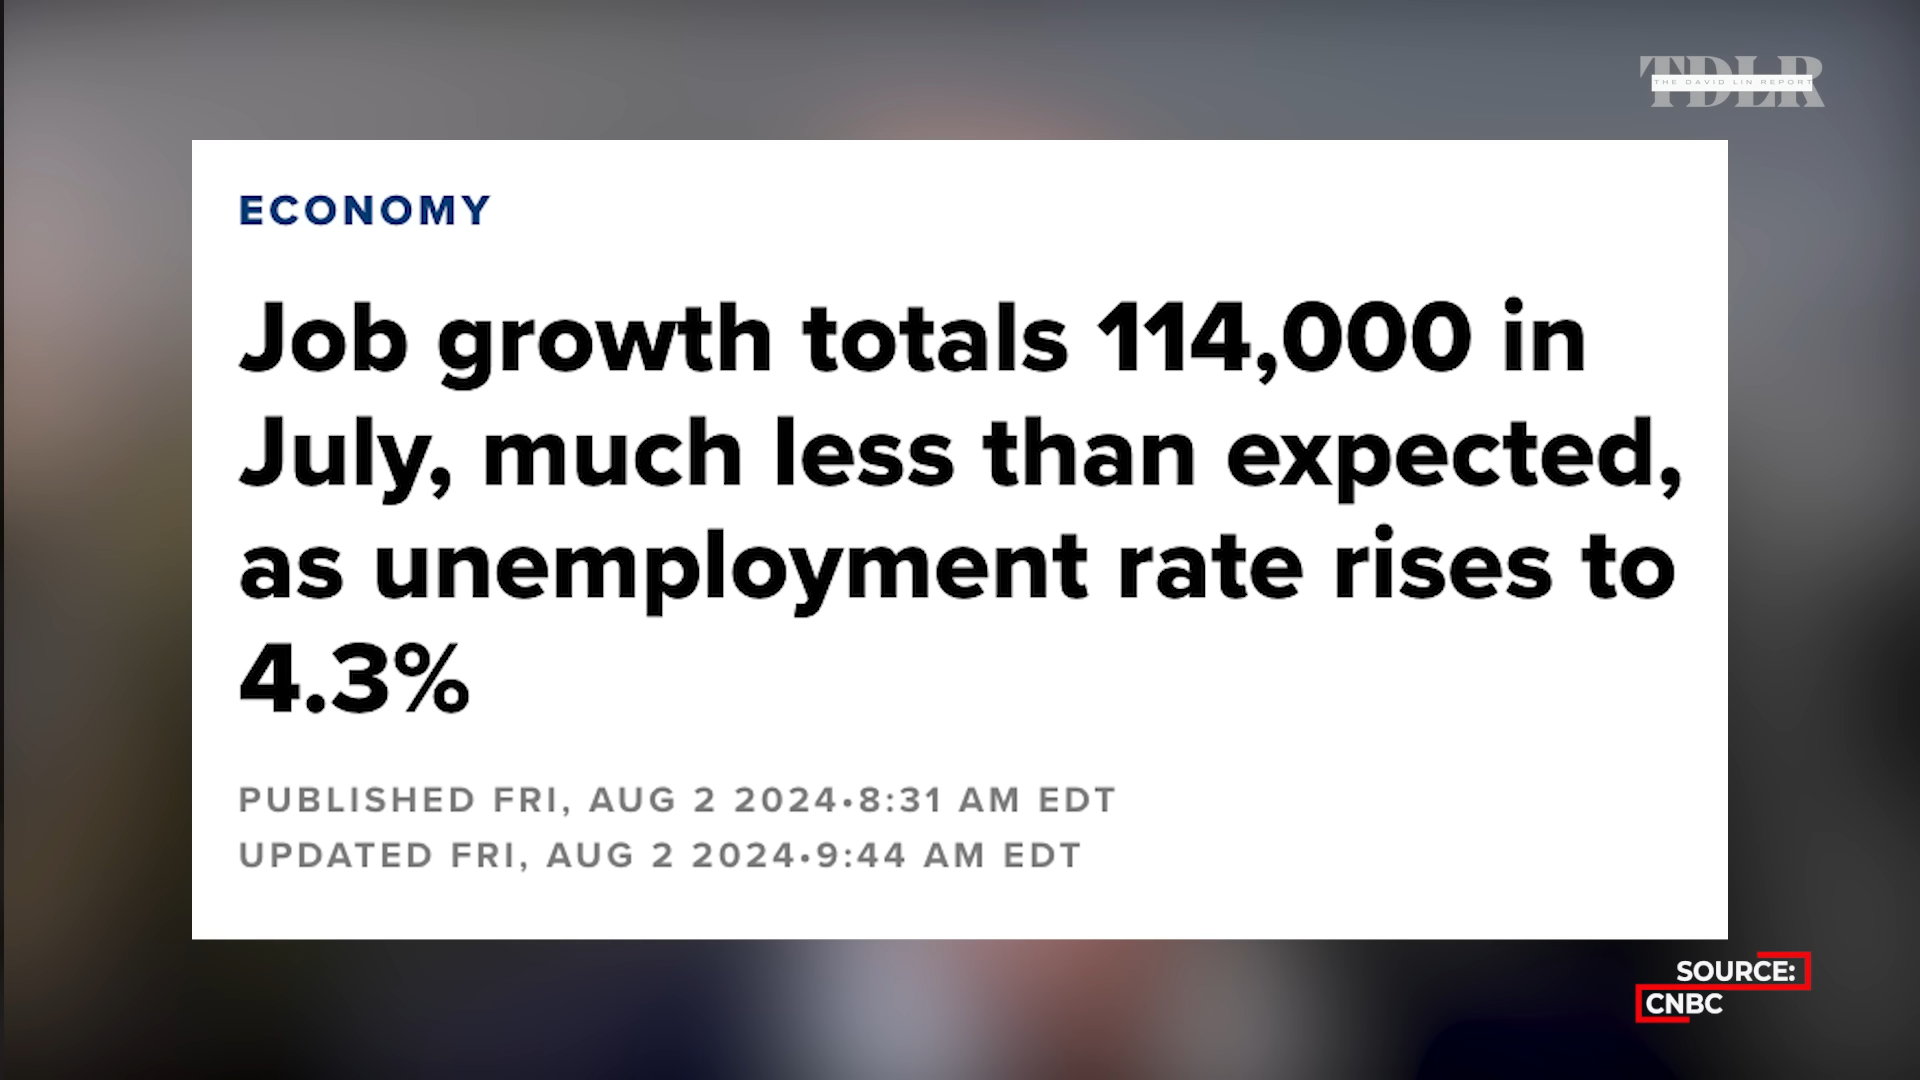 TDLR
THE DAVID LIN REPORT
ECONOMY
Job growth totals 114,000 in
July, much less than expected,
as unemployment rate rises to
4.3%
PUBLISHED FRI, AUG 2 2024•8:31 AM EDT
UPDATED FRI, AUG 2 2024•9:44 AM EDT
SOURCE:
CNBC